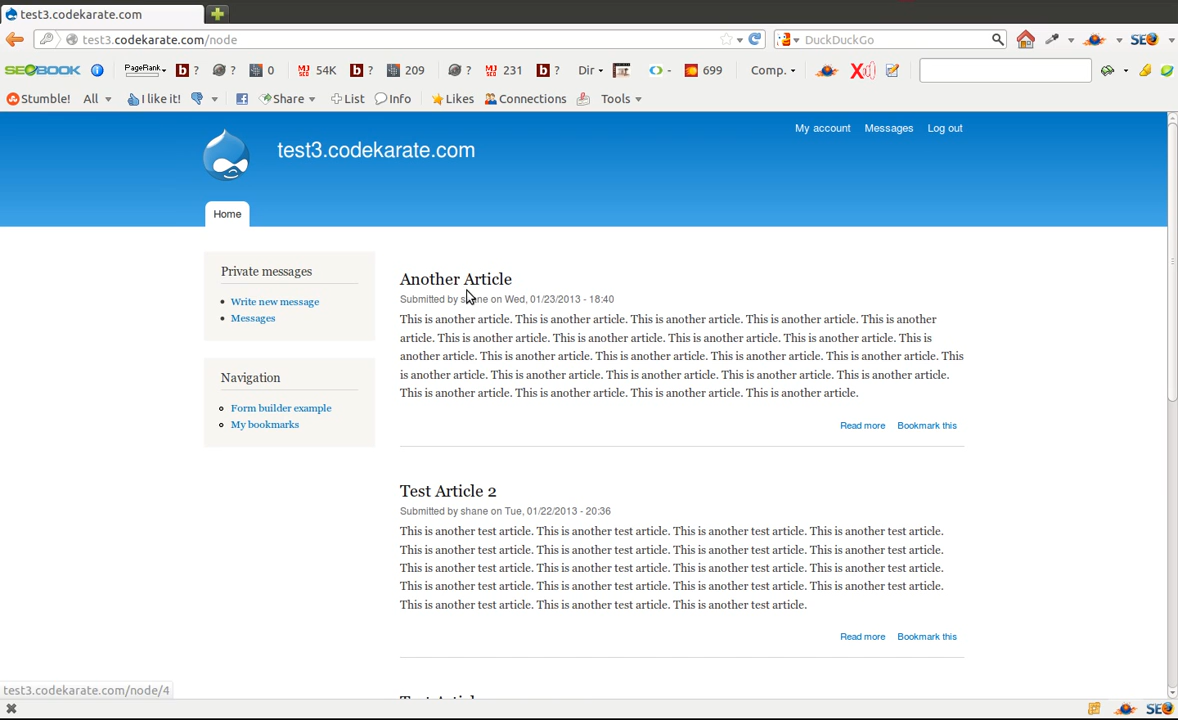 test3.codekarate.com
test3.codekarate.com/node
DuckDuckGo
SEO
SEOBOOK PageRank ? ? 0 54K ? 209 ? 231 ? Dir 699 Comp.
Stumble! All I like it! Share List Info Likes Connections Tools
My account Messages Log out
test3.codekarate.com
Home
Private messages
Write new message
Messages
Navigation
Form builder example
My bookmarks
Another Article
Submitted by shane on Wed, 01/23/2013 - 18:40
This is another article. This is another article. This is another article. This is another article. This is another
article. This is another article. This is another article. This is another article. This is another article. This is
another article. This is another article. This is another article. This is another article. This is another article. This
is another article. This is another article. This is another article. This is another article. This is another article.
This is another article. This is another article. This is another article. This is another article.
Read more Bookmark this
Test Article 2
Submitted by shane on Tue, 01/22/2013 - 20:36
This is another test article. This is another test article. This is another test article. This is another test article.
This is another test article. This is another test article. This is another test article. This is another test article.
This is another test article. This is another test article. This is another test article. This is another test article.
This is another test article. This is another test article. This is another test article. This is another test article.
This is another test article. This is another test article. This is another test article.
Read more Bookmark this
test3.codekarate.com/node/4
SEO